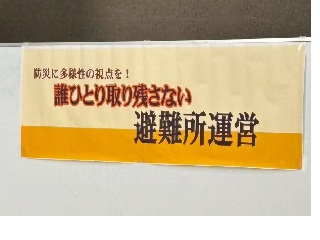 防災に多様性の視点を！
誰ひとり取り残さない
避難所運営